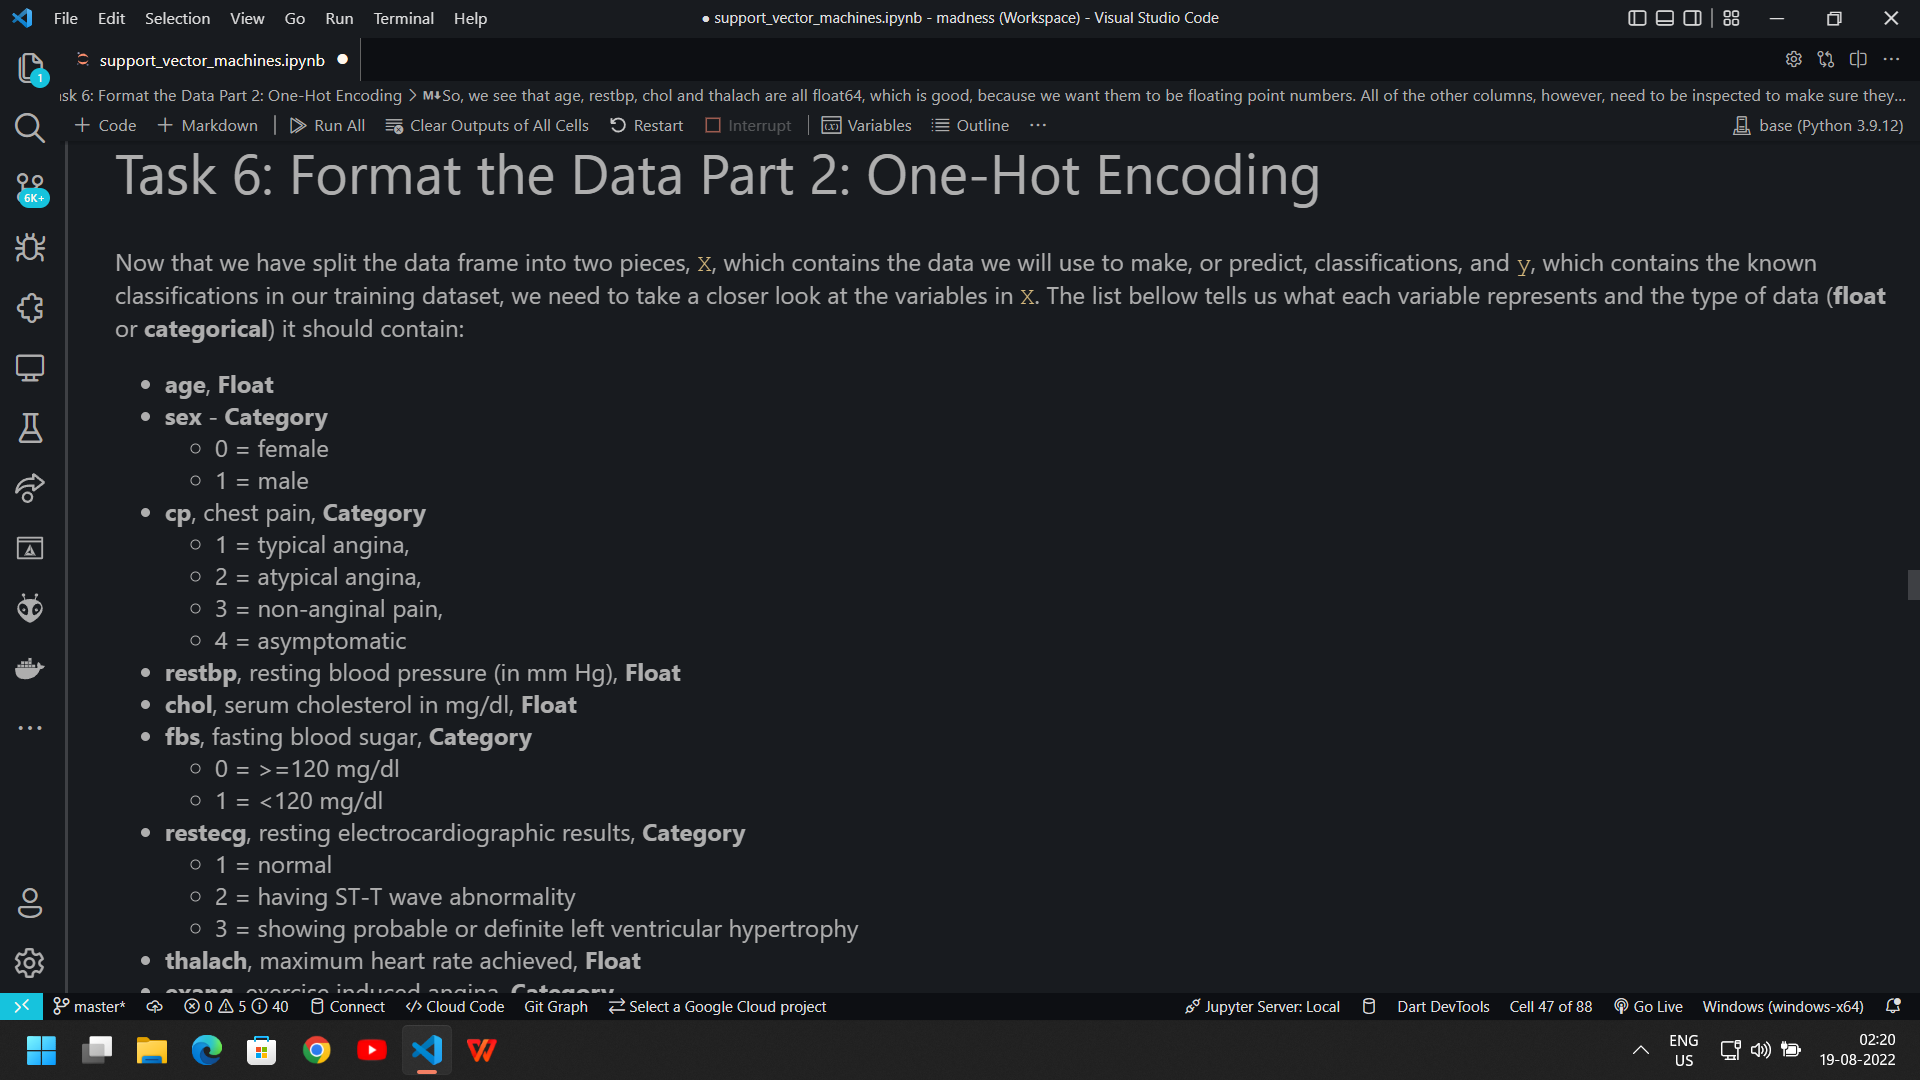 File Edit Selection View Go Run Terminal Help
● support_vector_machines.ipynb - madness (Workspace) - Visual Studio Code
support_vector_machines.ipynb
1
sk 6: Format the Data Part 2: One-Hot Encoding > M↓So, we see that age, restbp, chol and thalach are all float64, which is good, because we want them to be floating point numbers. All of the other columns, however, need to be inspected to make sure they...
+ Code + Markdown Run All Clear Outputs of All Cells Restart Interrupt Variables Outline ... base (Python 3.9.12)
6K+
Task 6: Format the Data Part 2: One-Hot Encoding
Now that we have split the data frame into two pieces, X, which contains the data we will use to make, or predict, classifications, and y, which contains the known
classifications in our training dataset, we need to take a closer look at the variables in X. The list bellow tells us what each variable represents and the type of data (float
or categorical) it should contain:
• age, Float
• sex - Category
○ 0 = female
○ 1 = male
• cp, chest pain, Category
○ 1 = typical angina,
○ 2 = atypical angina,
○ 3 = non-anginal pain,
○ 4 = asymptomatic
• restbp, resting blood pressure (in mm Hg), Float
• chol, serum cholesterol in mg/dl, Float
• fbs, fasting blood sugar, Category
○ 0 = >=120 mg/dl
○ 1 = <120 mg/dl
• restecg, resting electrocardiographic results, Category
○ 1 = normal
○ 2 = having ST-T wave abnormality
○ 3 = showing probable or definite left ventricular hypertrophy
• thalach, maximum heart rate achieved, Float
• exang, exercise induced angina, Category
master* 0 5 40 Connect Cloud Code Git Graph Select a Google Cloud project Jupyter Server: Local Dart DevTools Cell 47 of 88 Go Live Windows (windows-x64)
ENG
US
02:20
19-08-2022